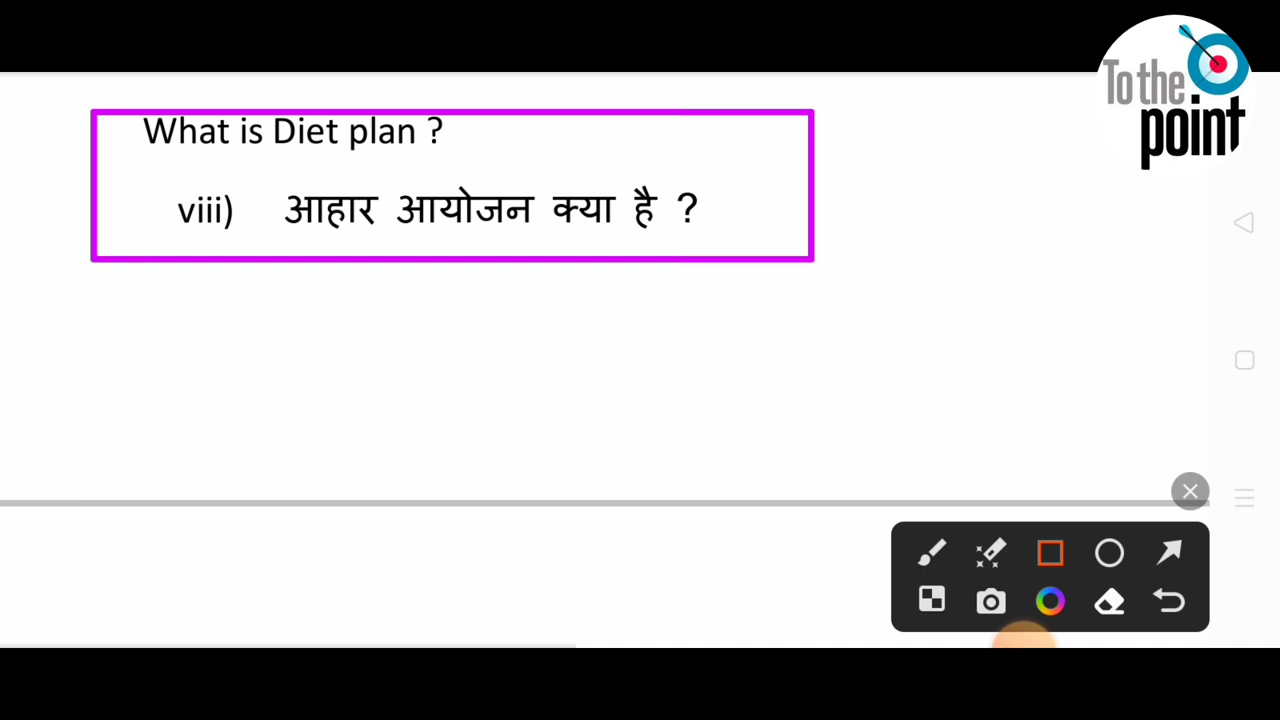 To the
point
What is Diet plan ?
viii) आहार आयोजन क्या है ?